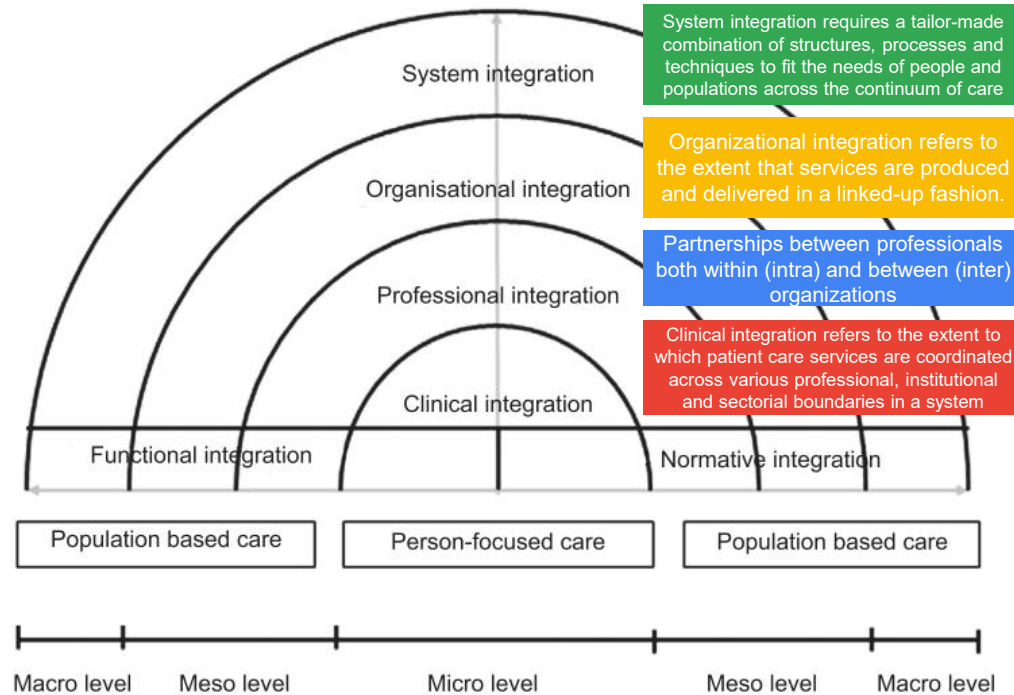 System integration
System integration requires a tailor-made
combination of structures, processes and
techniques to fit the needs of people and
populations across the continuum of care
Organisational integration
Organizational integration refers to
the extent that services are produced
and delivered in a linked-up fashion.
Professional integration
Partnerships between professionals
both within (intra) and between (inter)
organizations
Clinical integration
Clinical integration refers to the extent to
which patient care services are coordinated
across various professional, institutional
and sectorial boundaries in a system
Functional integration
Normative integration
Population based care
Person-focused care
Population based care
Macro level
Meso level
Micro level
Meso level
Macro level